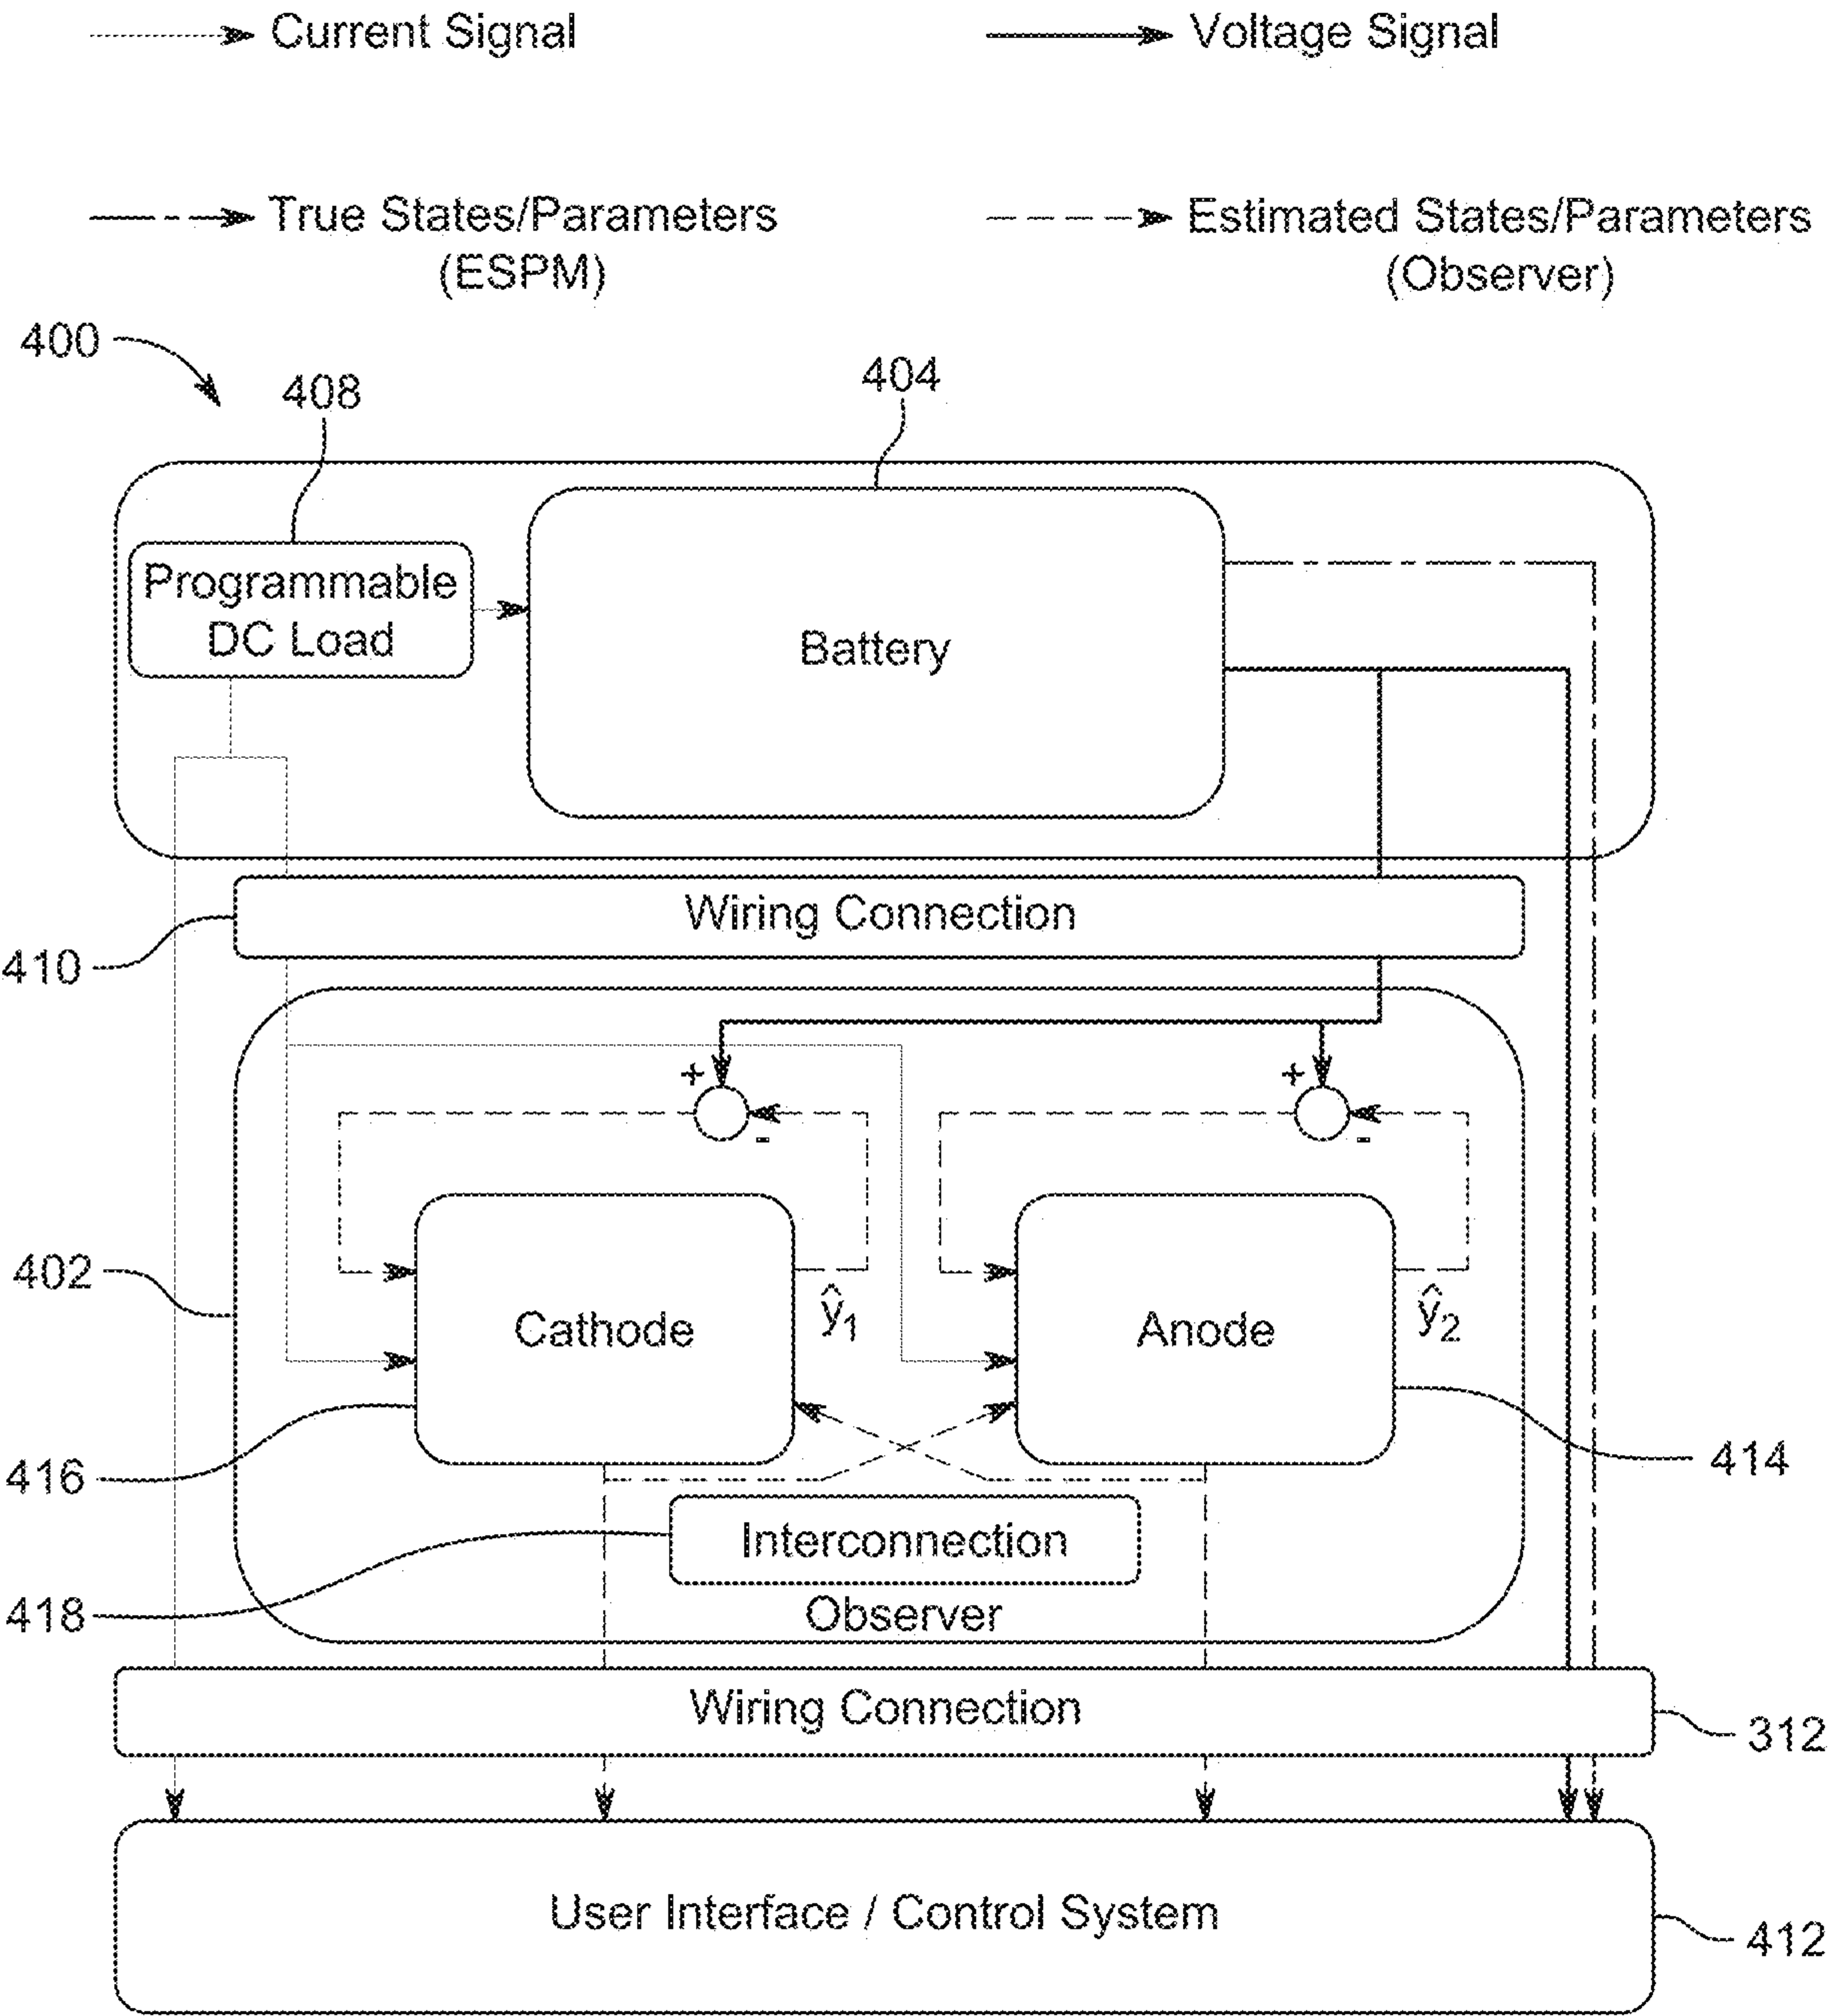 Current Signal
Voltage Signal
True States/Parameters
(ESPM)
Estimated States/Parameters
(Observer)
400
408
404
Programmable
DC Load
Battery
Wiring Connection
410
+
-
+
-
402
ŷ1
ŷ2
Cathode
Anode
416
414
Interconnection
418
Observer
Wiring Connection
312
User Interface / Control System
412